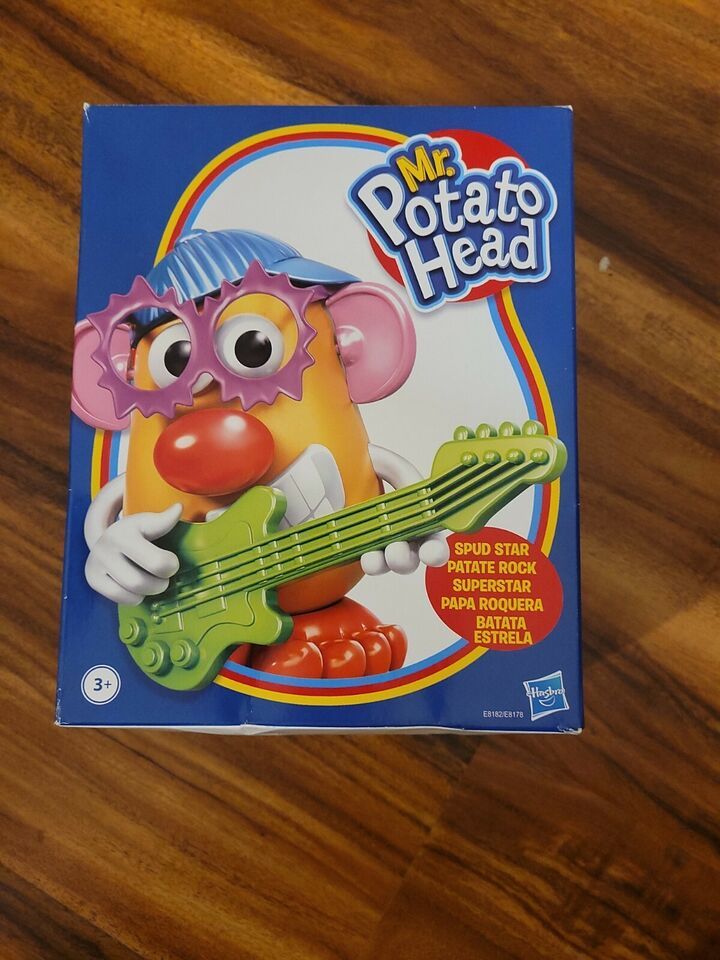 Mr.
Potato
Head
SPUD STAR
PATATE ROCK
SUPERSTAR
PAPA ROQUERA
BATATA
ESTRELA
3+
Hasbro
E8182/E8178